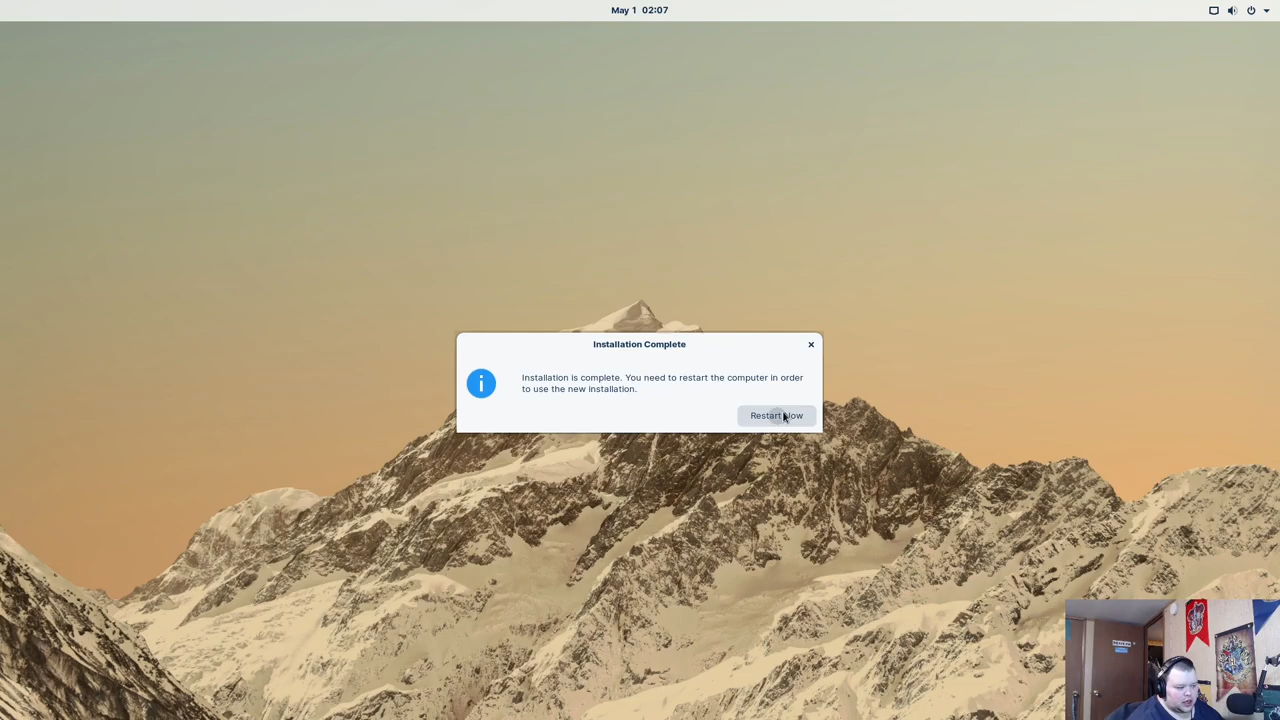 May 1 02:07
Installation Complete
Installation is complete. You need to restart the computer in order
to use the new installation.
Restart Now